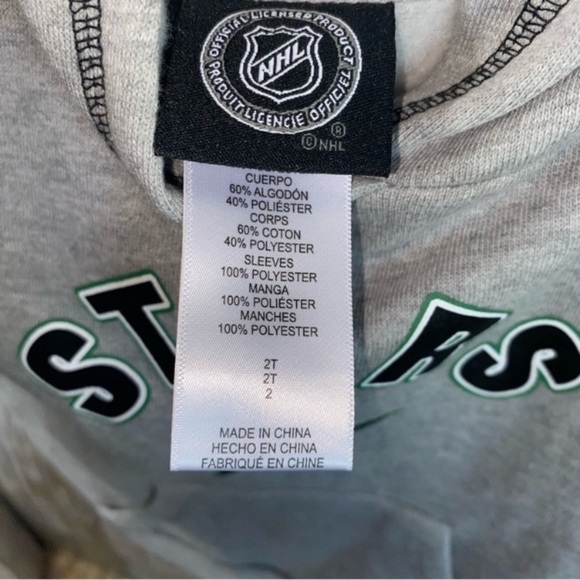 OFFICIAL LICENSED PRODUCT
NHL
PRODUIT LICENCIÉ OFFICIEL
®
© NHL
CUERPO
60% ALGODÓN
40% POLIÉSTER
CORPS
60% COTON
40% POLYESTER
SLEEVES
100% POLYESTER
MANGA
100% POLIÉSTER
MANCHES
100% POLYESTER
2T
2T
2
MADE IN CHINA
HECHO EN CHINA
FABRIQUÉ EN CHINE
ST RS